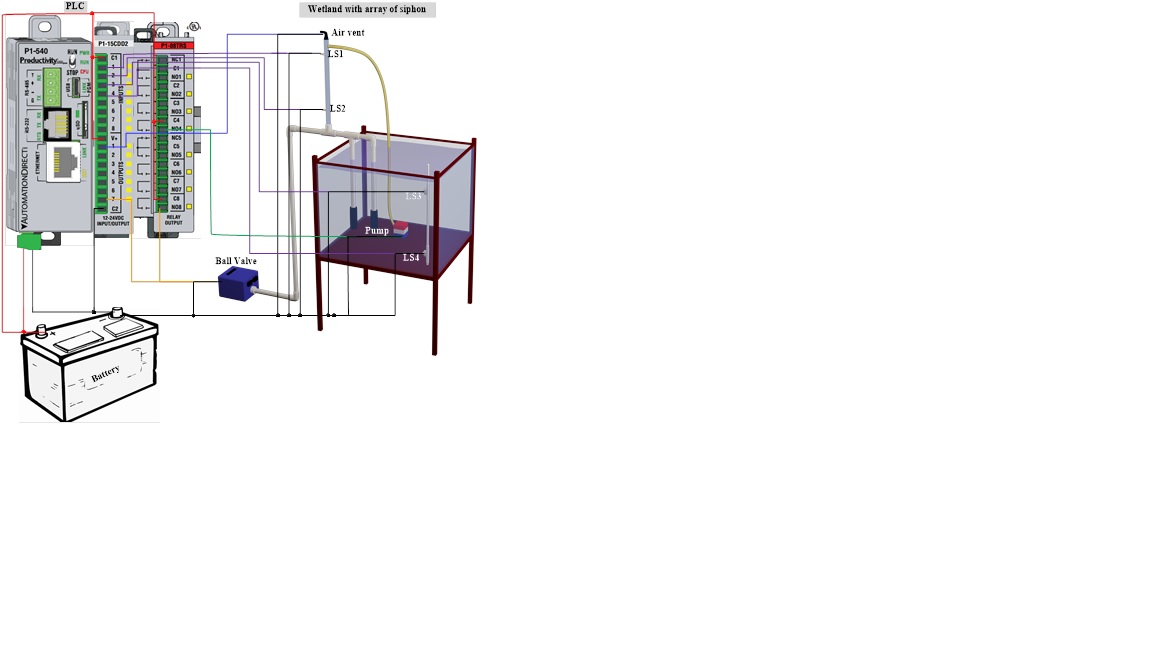 Wetland with array of siphon
PLC
Air vent
LS1
LS2
LS3
LS4
Pump
Ball Valve
Battery
+
P1-540
Productivity
RUN
STOP
PWR
RUN
CPU
RS-485
RS-232
ETHERNET
AUTOMATIONDIRECT
P1-15CDD2
C1
1
2
3
4
5
6
7
8
V+
1
2
3
4
5
6
7
C2
INPUTS
OUTPUTS
12-24VDC
INPUT/OUTPUT
P1-08TRS
NC1
C1
NO1
C2
NO2
C3
NO3
C4
NO4
NC5
C5
NO5
C6
NO6
C7
NO7
C8
NO8
RELAY
OUTPUT